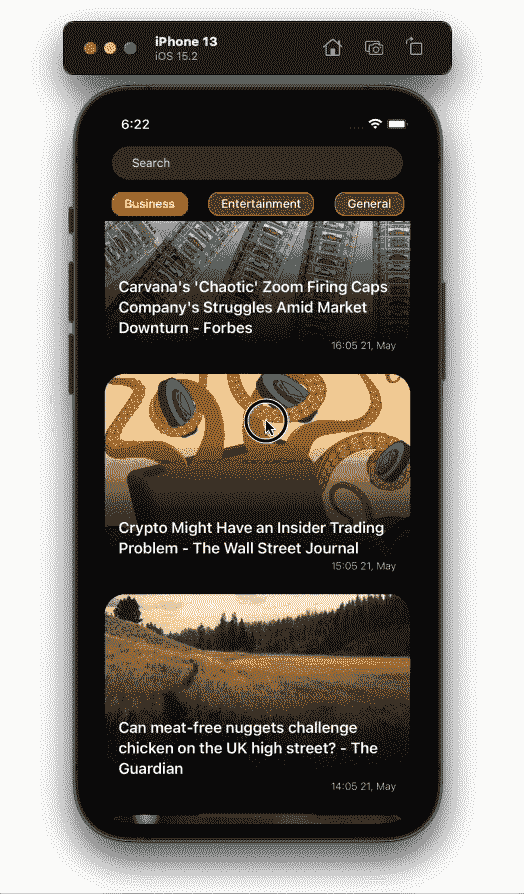 iPhone 13
iOS 15.2
6:22
Search
Business
Entertainment
General
Carvana's 'Chaotic' Zoom Firing Caps
Company's Struggles Amid Market
Downturn - Forbes
16:05 21, May
Crypto Might Have an Insider Trading
Problem - The Wall Street Journal
15:05 21, May
Can meat-free nuggets challenge
chicken on the UK high street? - The
Guardian
14:05 21, May